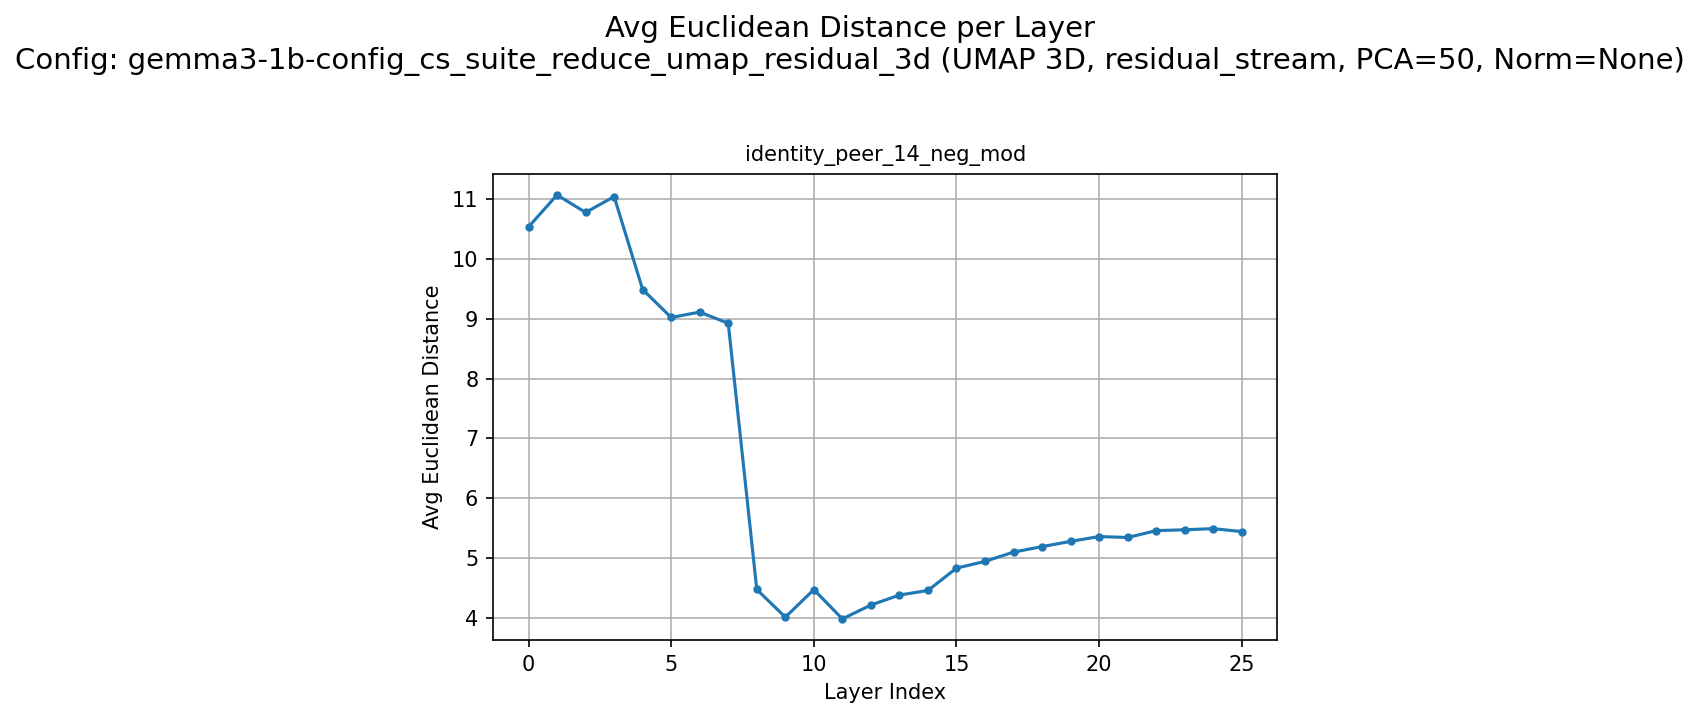 Avg Euclidean Distance per Layer
Config: gemma3-1b-config_cs_suite_reduce_umap_residual_3d (UMAP 3D, residual_stream, PCA=50, Norm=None)
identity_peer_14_neg_mod
Avg Euclidean Distance
11
10
9
8
7
6
5
4
0 5 10 15 20 25
Layer Index